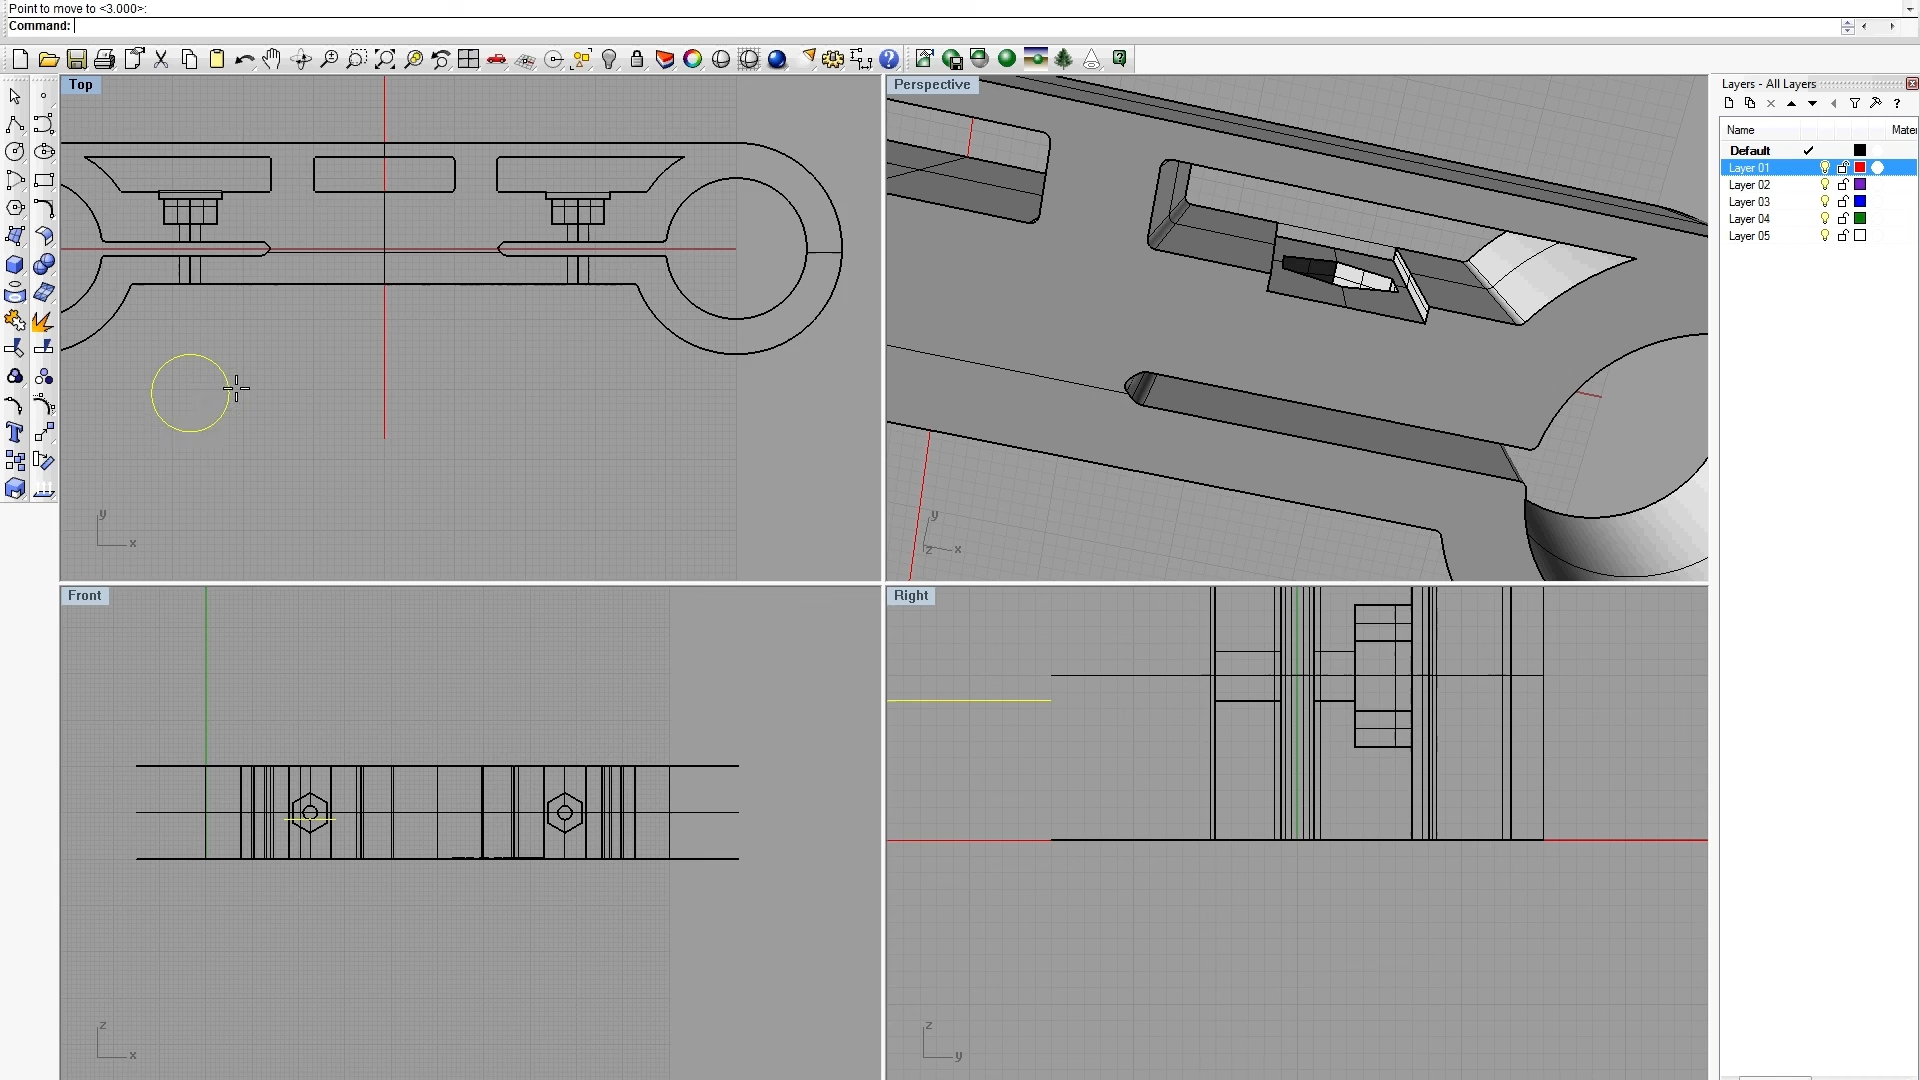 Point to move to <3.000>:
Command:
Top
Perspective
Layers - All Layers
Name
Mater
Default
Layer 01
Layer 02
Layer 03
Layer 04
Layer 05
y
x
y
z
x
Front
Right
z
x
z
y